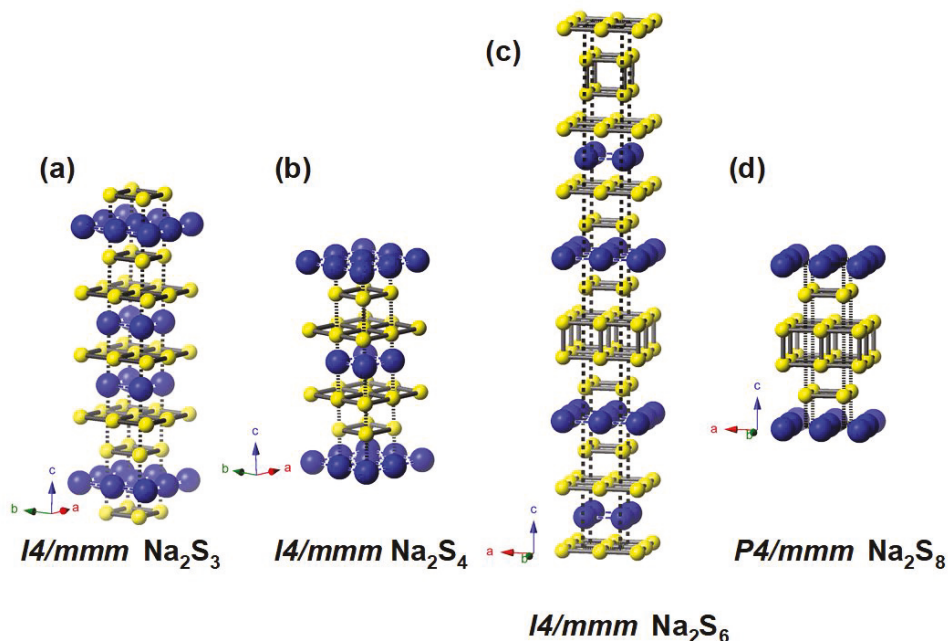 (a)
(b)
(c)
(d)
c
b
a
c
b
a
c
a
b
c
a
b
I4/mmm Na2S3
I4/mmm Na2S4
P4/mmm Na2S8
I4/mmm Na2S6